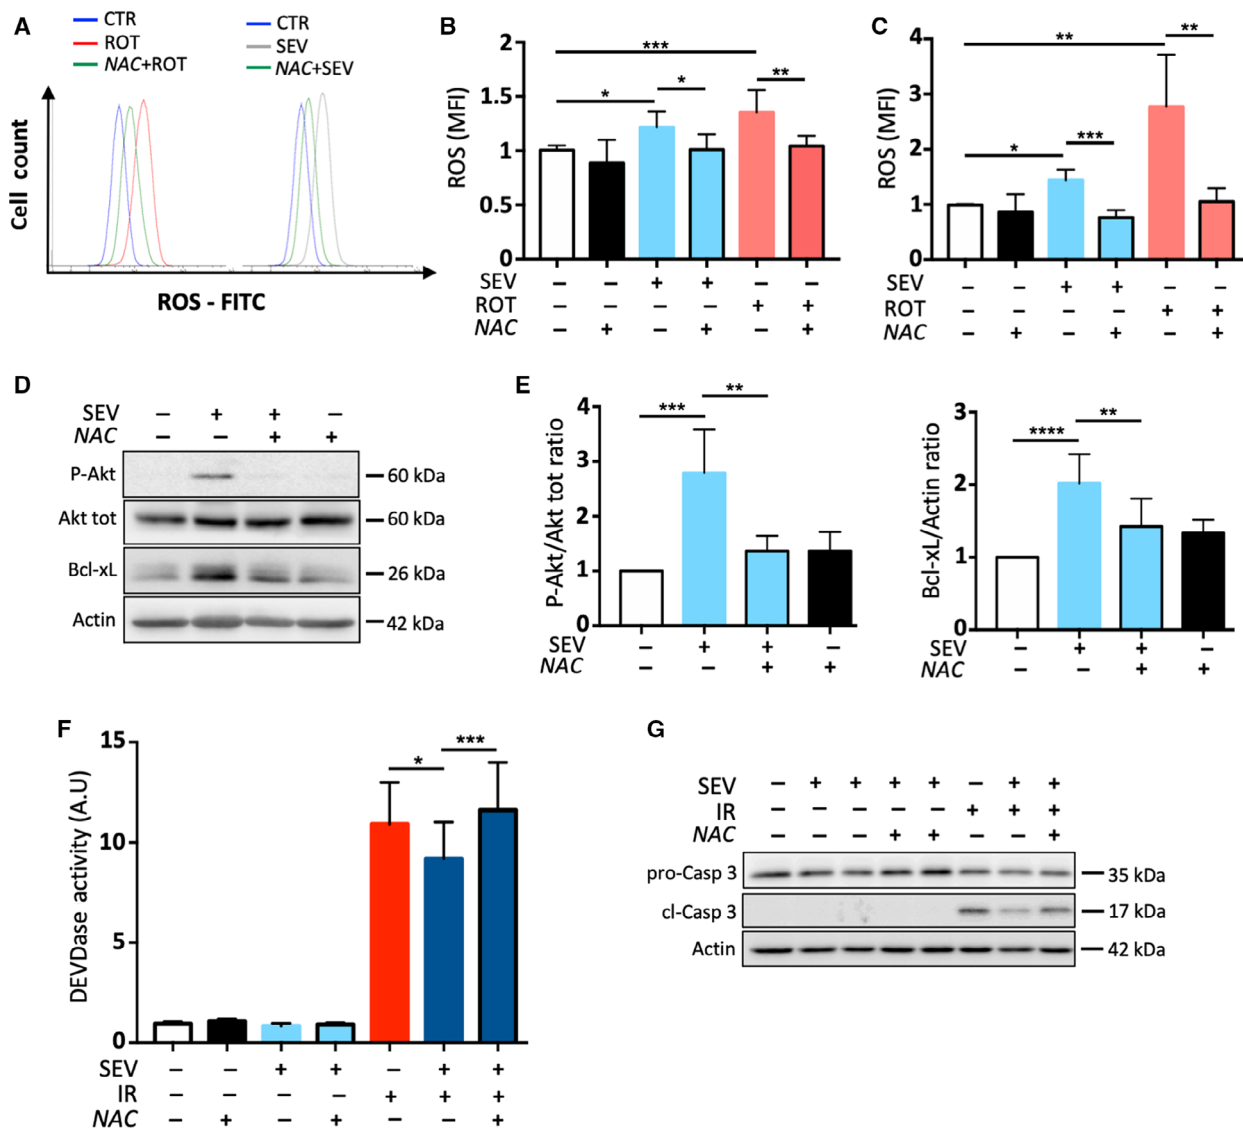 A
CTR
ROT
NAC+ROT
CTR
SEV
NAC+SEV
Cell count
ROS - FITC
B
ROS (MFI)
2
1.5
1
0.5
0
*** 
* * **
SEV – – + + – –
ROT – – – – + +
NAC – + – + – +
C
ROS (MFI)
4
3
2
1
0
** **
* ***
SEV – – + + – –
ROT – – – – + +
NAC – + – + – +
D
SEV – + + –
NAC – – + +
P-Akt 60 kDa
Akt tot 60 kDa
Bcl-xL 26 kDa
Actin 42 kDa
E
P-Akt/Akt tot ratio
4
3
2
1
0
*** **
SEV – + + –
NAC – – + +
Bcl-xL/Actin ratio
3
2
1
0
**** **
SEV – + + –
NAC – – + +
F
DEVDase activity (A.U)
15
10
5
0
* ***
SEV – – + + – + +
IR – – – – + + +
NAC – + – + – – +
G
SEV – + + + + – + +
IR – – – – – + + +
NAC – – – + + – – +
pro-Casp 3 35 kDa
cl-Casp 3 17 kDa
Actin 42 kDa